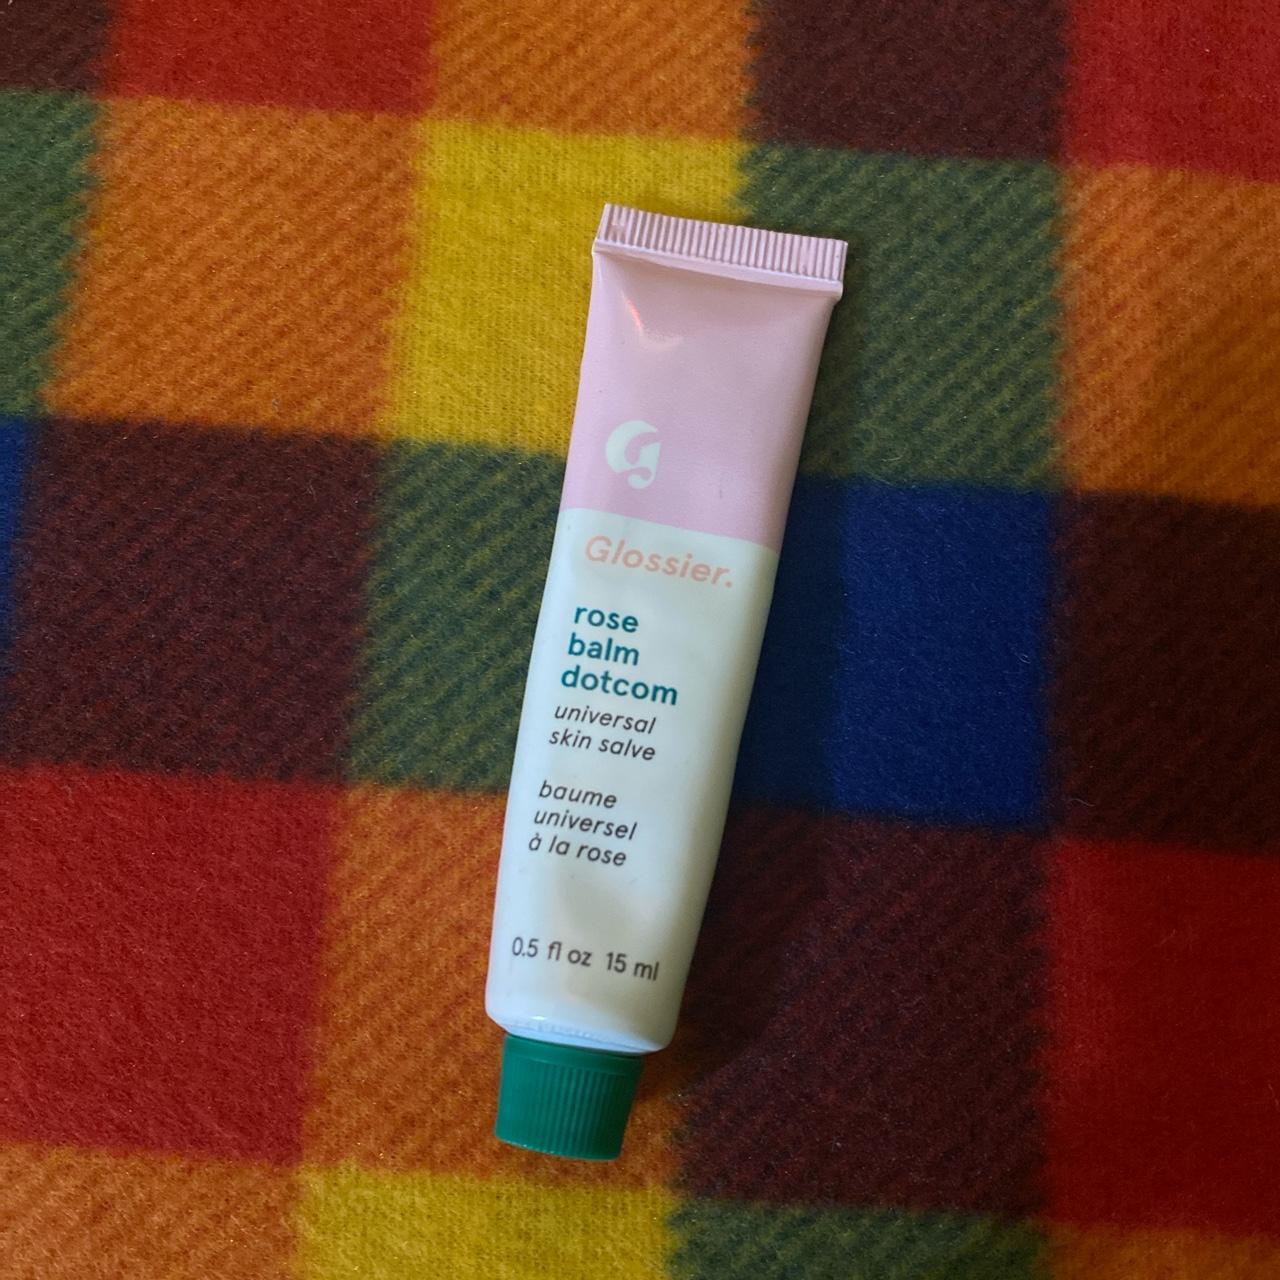 G
Glossier.
rose
balm
dotcom
universal
skin salve
baume
universel
à la rose
0.5 fl oz 15 ml